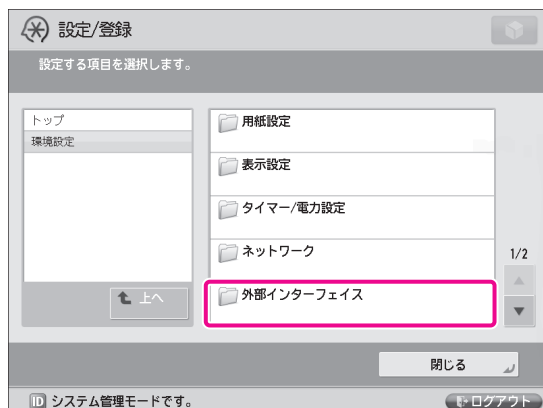 設定/登録
設定する項目を選択します。
トップ
環境設定
上へ
用紙設定
表示設定
タイマー/電力設定
ネットワーク
外部インターフェイス
1/2
閉じる
ID システム管理モードです。
ログアウト